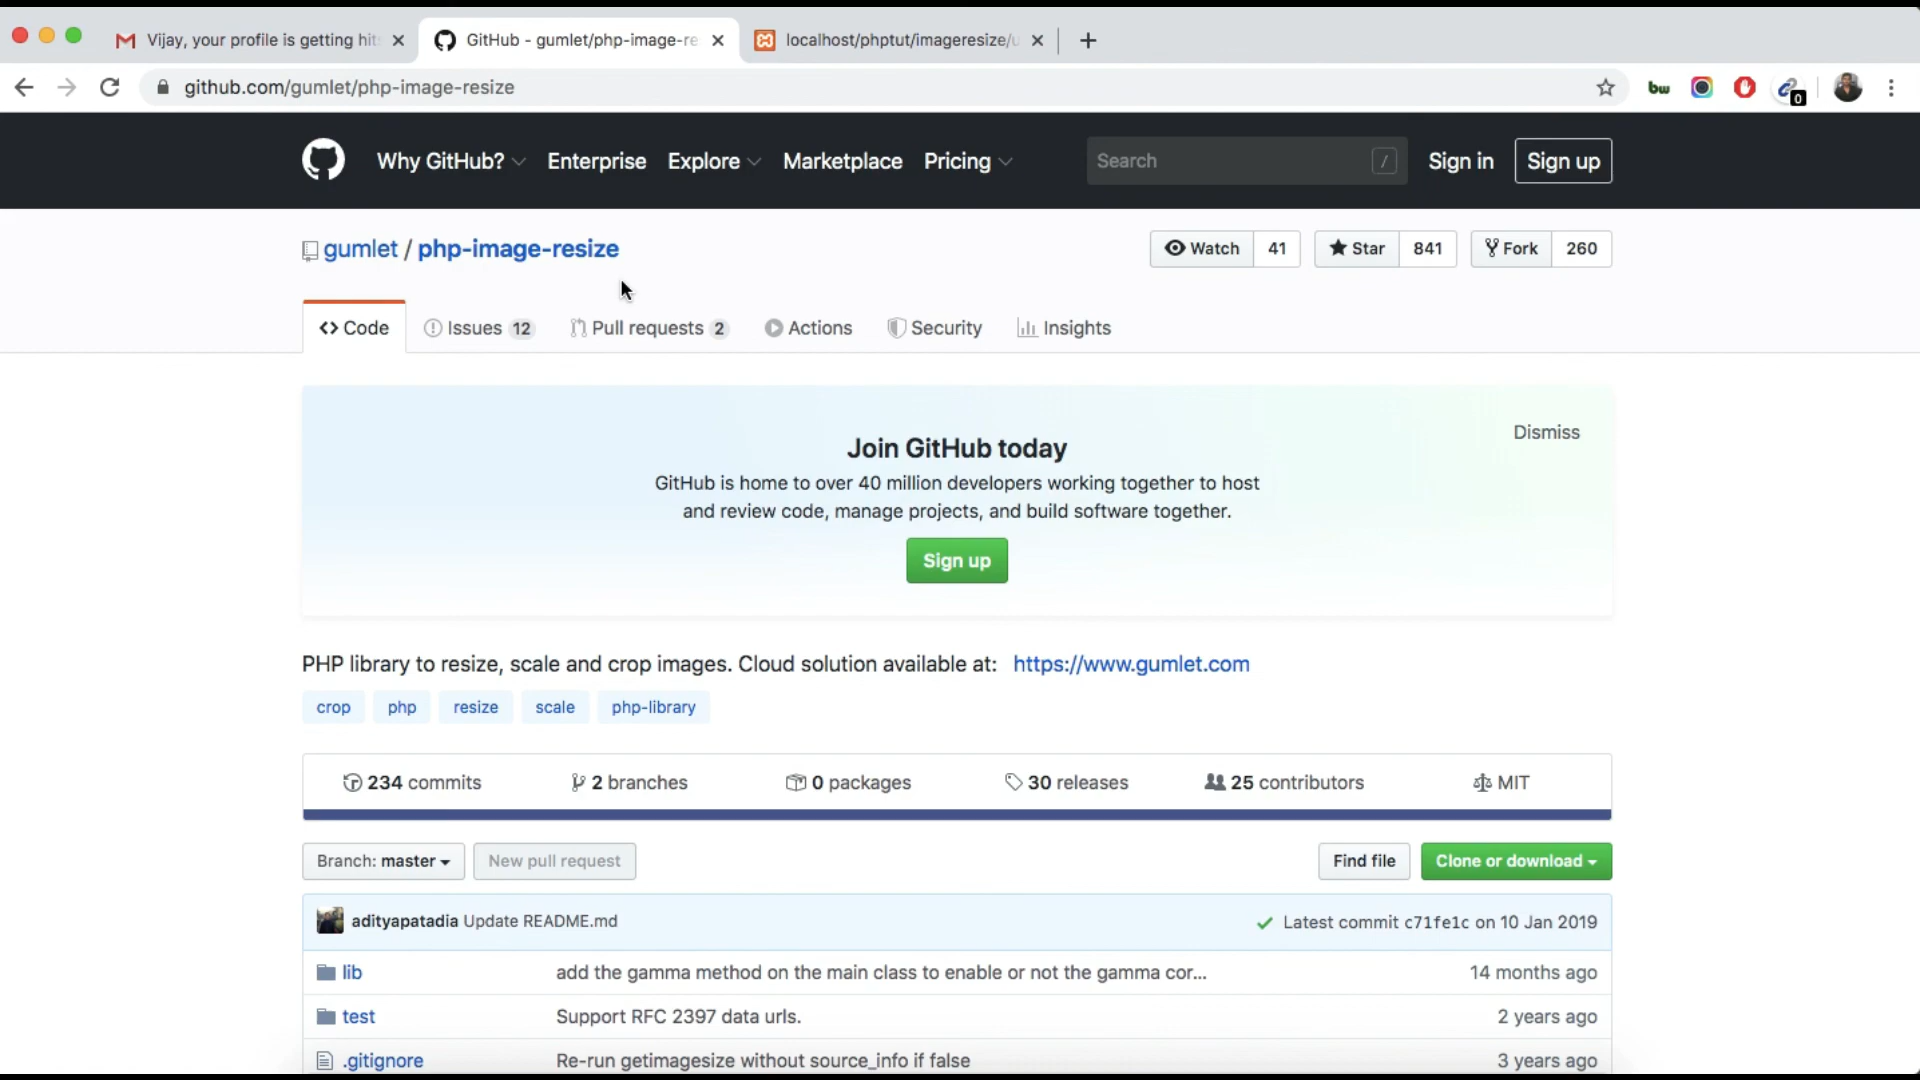 Vijay, your profile is getting hits
GitHub - gumlet/php-image-re
localhost/phptut/imageresize/u
github.com/gumlet/php-image-resize
bw
0
Why GitHub?
Enterprise
Explore
Marketplace
Pricing
Search
/
Sign in
Sign up
gumlet / php-image-resize
Watch 41
Star 841
Fork 260
Code
Issues 12
Pull requests 2
Actions
Security
Insights
Join GitHub today
Dismiss
GitHub is home to over 40 million developers working together to host
and review code, manage projects, and build software together.
Sign up
PHP library to resize, scale and crop images. Cloud solution available at: https://www.gumlet.com
crop php resize scale php-library
234 commits
2 branches
0 packages
30 releases
25 contributors
MIT
Branch: master
New pull request
Find file
Clone or download
adityapatadia Update README.md
Latest commit c71fe1c on 10 Jan 2019
lib add the gamma method on the main class to enable or not the gamma cor... 14 months ago
test Support RFC 2397 data urls. 2 years ago
.gitignore Re-run getimagesize without source_info if false 3 years ago